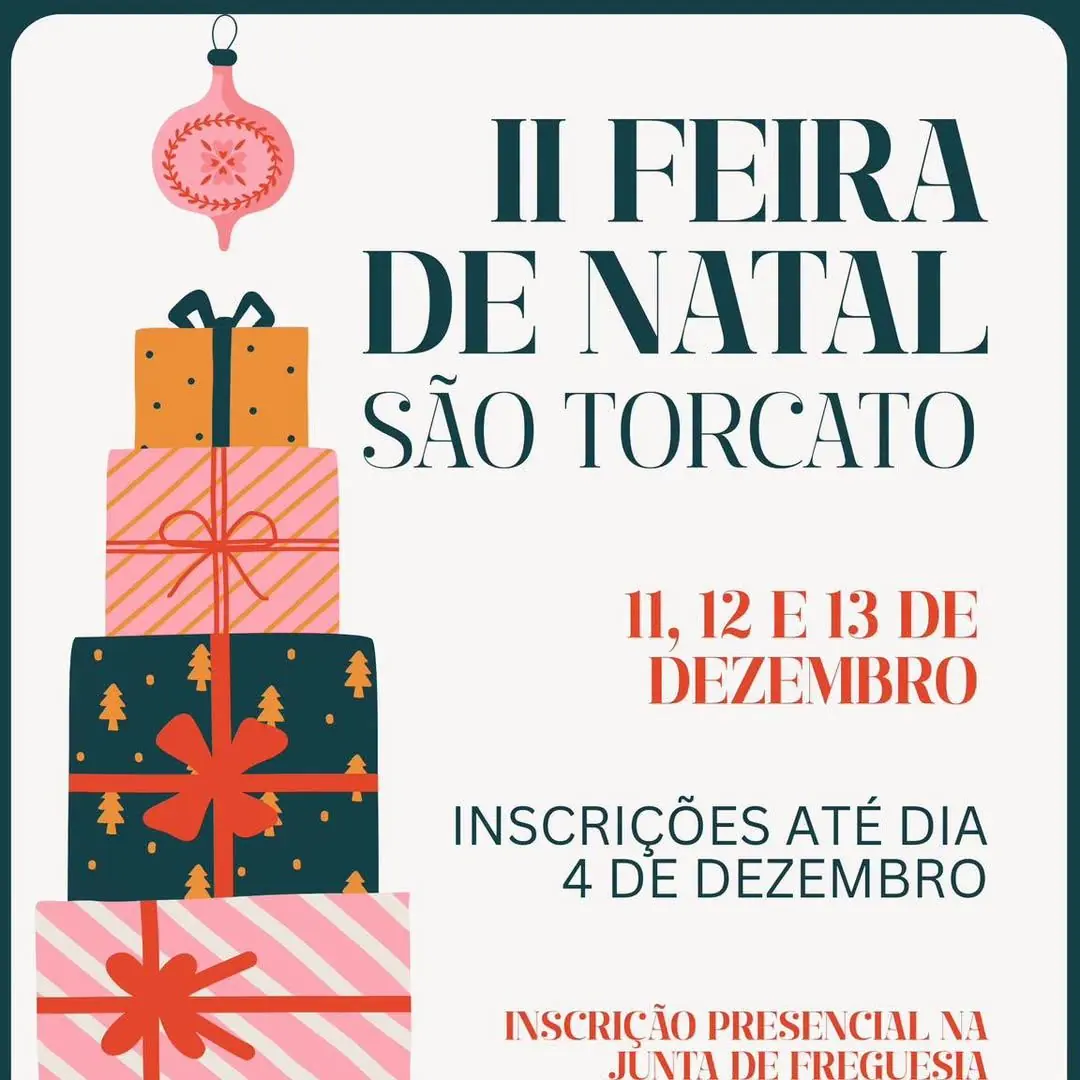 II FEIRA
DE NATAL
SÃO TORCATO
11, 12 E 13 DE
DEZEMBRO
INSCRIÇÕES ATÉ DIA
4 DE DEZEMBRO
INSCRIÇÃO PRESENCIAL NA
JUNTA DE FREGUESIA